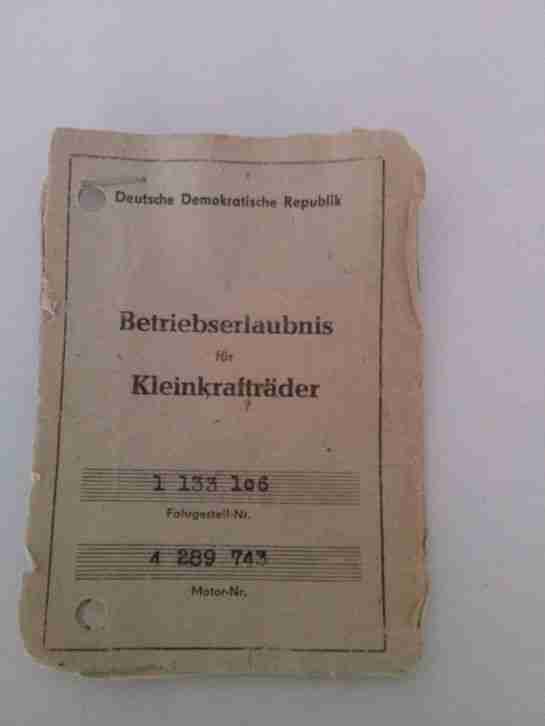 Deutsche Demokratische Republik
Betriebserlaubnis
für
Kleinkrafträder
1 133 106
Fahrgestell-Nr.
4 289 743
Motor-Nr.